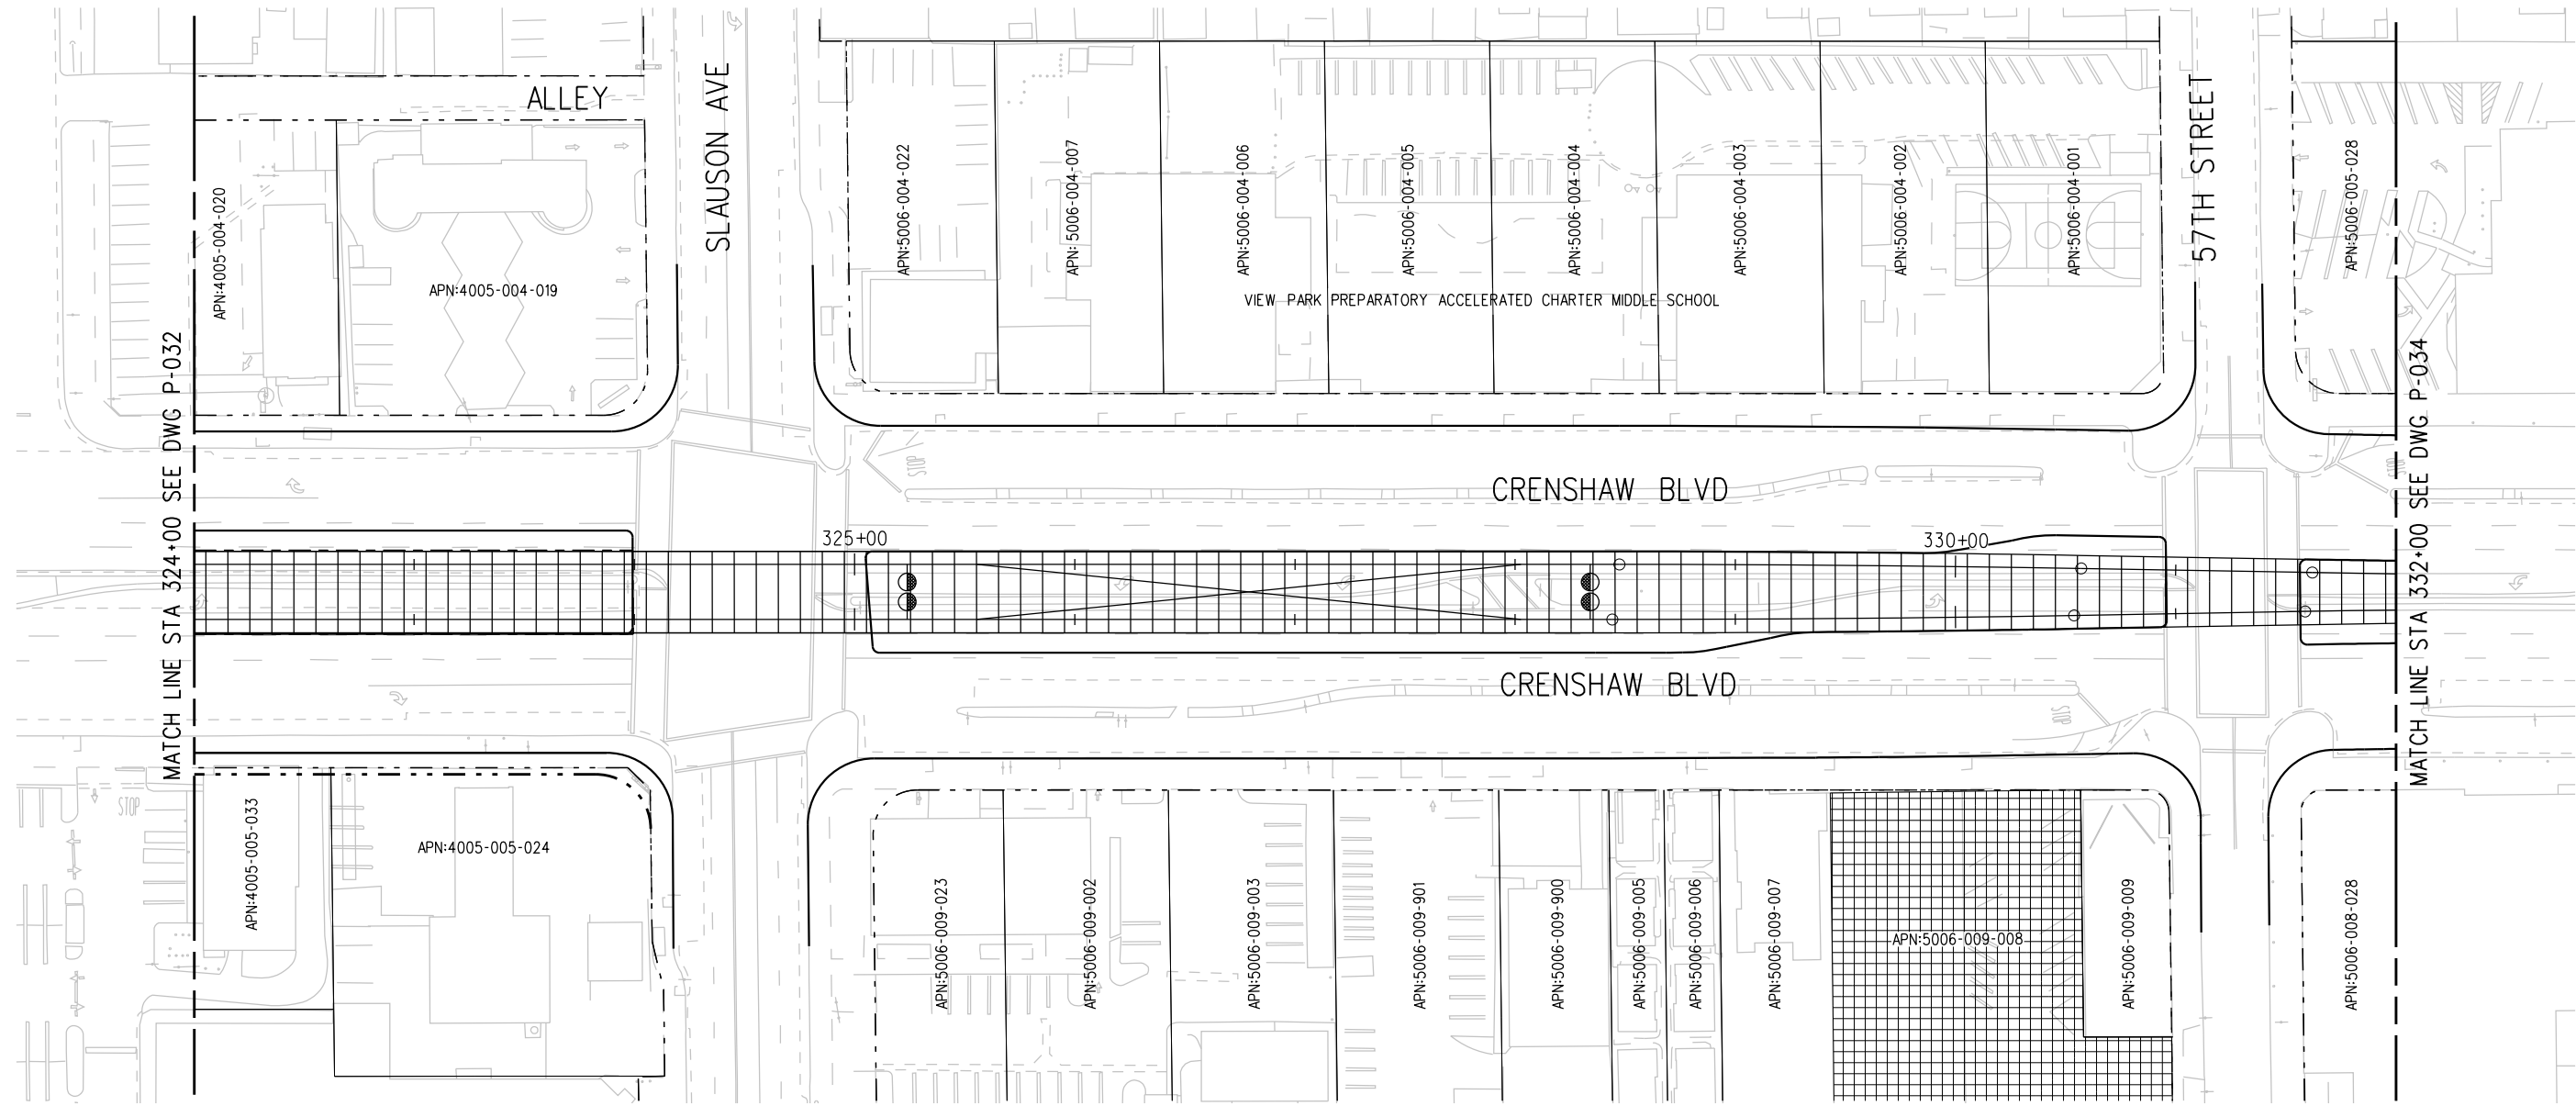 ALLEY
SLAUSON AVE
57TH STREET
APN:4005-004-020
APN:4005-004-019
APN:5006-004-022
APN:5006-004-007
APN:5006-004-006
APN:5006-004-005
APN:5006-004-004
APN:5006-004-003
APN:5006-004-002
APN:5006-004-001
APN:5006-005-028
VIEW PARK PREPARATORY ACCELERATED CHARTER MIDDLE SCHOOL
MATCH LINE STA 324+00 SEE DWG P-032
MATCH LINE STA 332+00 SEE DWG P-034
STOP
STOP
CRENSHAW BLVD
325+00
330+00
CRENSHAW BLVD
STOP
STOP
APN:4005-005-033
APN:4005-005-024
APN:5006-009-023
APN:5006-009-002
APN:5006-009-003
APN:5006-009-901
APN:5006-009-900
APN:5006-009-005
APN:5006-009-006
APN:5006-009-007
APN:5006-009-008
APN:5006-009-009
APN:5006-008-028